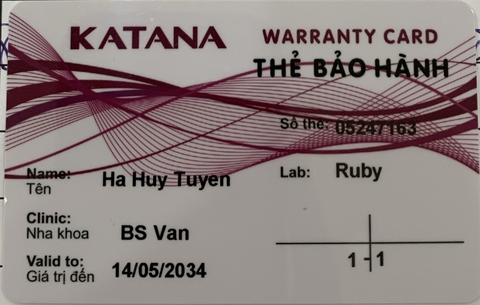 KATANA
WARRANTY CARD
THẺ BẢO HÀNH
Số thẻ: 05247163
Name: Ha Huy Tuyen
Tên
Lab: Ruby
Clinic:
Nha khoa BS Van
Valid to:
Giá trị đến 14/05/2034
1 - 1